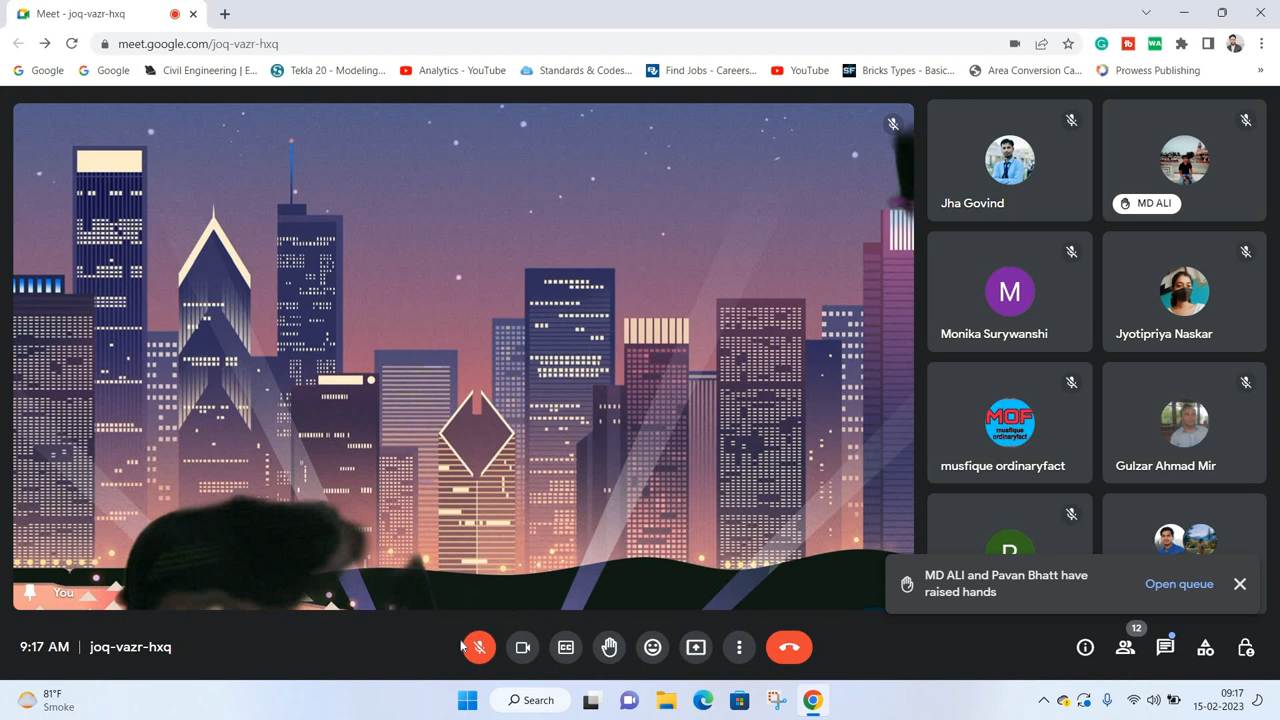 Meet - joq-vazr-hxq
meet.google.com/joq-vazr-hxq
Google
Google
Civil Engineering | E...
Tekla 20 - Modeling...
Analytics - YouTube
Standards & Codes...
Find Jobs - Careers...
YouTube
Bricks Types - Basic...
Area Conversion Ca...
Prowess Publishing
»
Jha Govind
MD ALI
M
Monika Surywanshi
Jyotipriya Naskar
MOF
musfique
ordinaryfact
musfique ordinaryfact
Gulzar Ahmad Mir
MD ALI and Pavan Bhatt have
raised hands
Open queue
You
9:17 AM
joq-vazr-hxq
12
81°F
Smoke
Search
09:17
15-02-2023